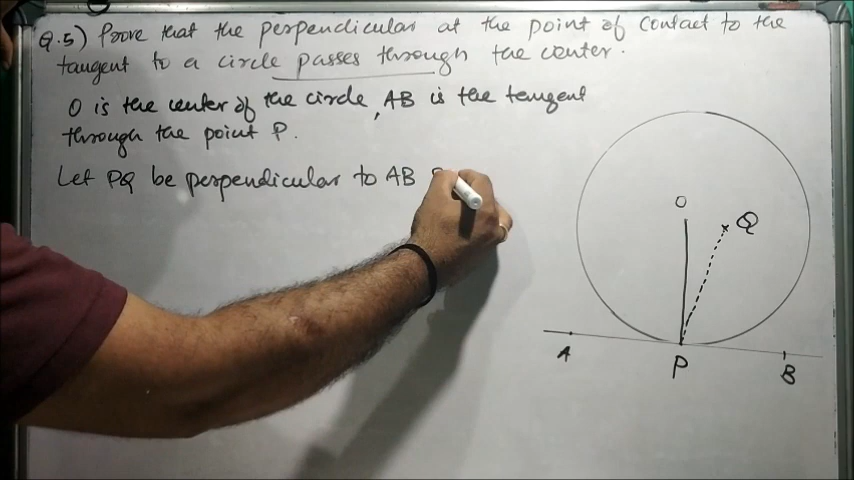 Q.5) Prove that the perpendicular at the point of Contact to the
tangent to a circle passes through the center.
O is the center of the circle, AB is the tangent
through the point P.
Let PQ be perpendicular to AB
O
Q
A
P
B